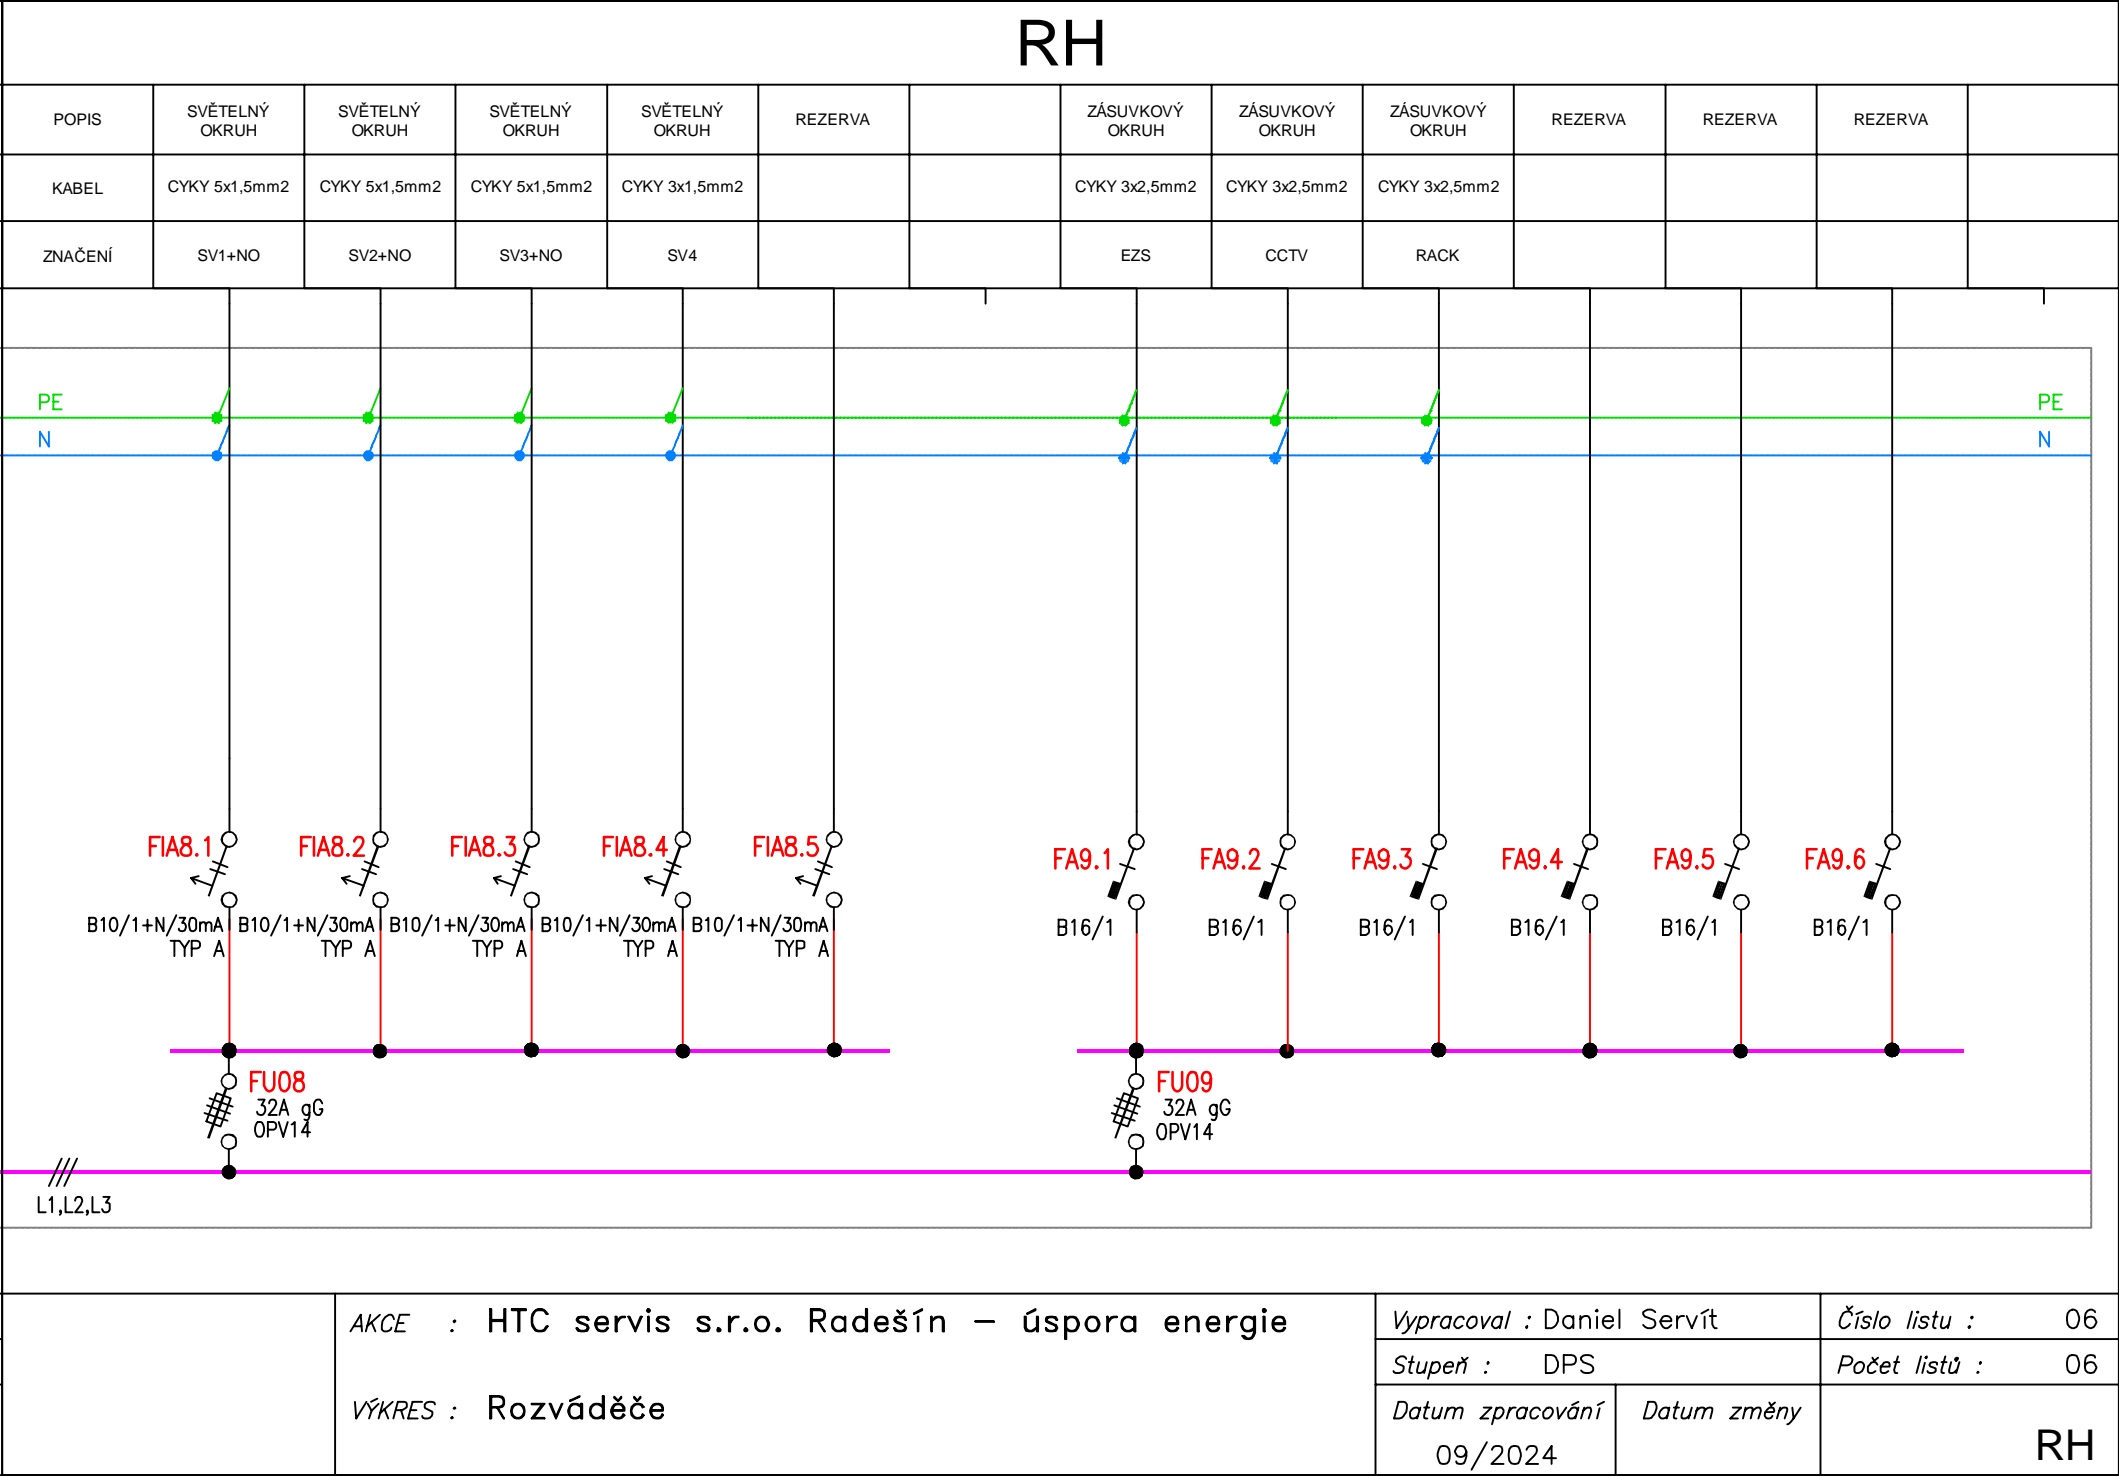 RH
POPIS
SVĚTELNÝ
OKRUH
SVĚTELNÝ
OKRUH
SVĚTELNÝ
OKRUH
SVĚTELNÝ
OKRUH
REZERVA
ZÁSUVKOVÝ
OKRUH
ZÁSUVKOVÝ
OKRUH
ZÁSUVKOVÝ
OKRUH
REZERVA
REZERVA
REZERVA
KABEL
CYKY 5x1,5mm2
CYKY 5x1,5mm2
CYKY 5x1,5mm2
CYKY 3x1,5mm2
CYKY 3x2,5mm2
CYKY 3x2,5mm2
CYKY 3x2,5mm2
ZNAČENÍ
SV1+NO
SV2+NO
SV3+NO
SV4
EZS
CCTV
RACK
PE
PE
N
N
FIA8.1
FIA8.2
FIA8.3
FIA8.4
FIA8.5
FA9.1
FA9.2
FA9.3
FA9.4
FA9.5
FA9.6
B10/1+N/30mA
TYP A
B10/1+N/30mA
TYP A
B10/1+N/30mA
TYP A
B10/1+N/30mA
TYP A
B10/1+N/30mA
TYP A
B16/1
B16/1
B16/1
B16/1
B16/1
B16/1
FU08
32A gG
OPV14
FU09
32A gG
OPV14
L1,L2,L3
AKCE : HTC servis s.r.o. Radešín – úspora energie
VÝKRES : Rozváděče
Vypracoval : Daniel Servít
Číslo listu : 06
Stupeň : DPS
Počet listů : 06
Datum zpracování
09/2024
Datum změny
RH